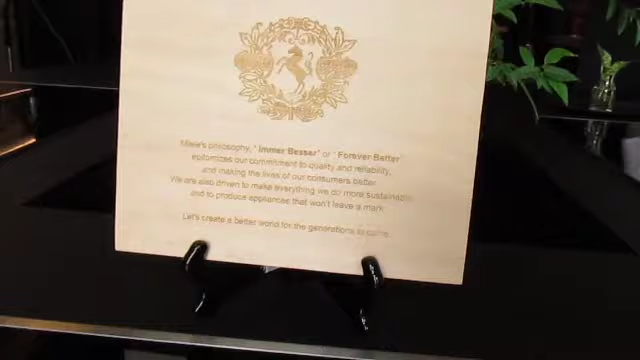 Miele's philosophy, "Immer Besser" or "Forever Better"
epitomizes our commitment to quality and reliability,
and making the lives of our consumers better.
We are also driven to make everything we do more sustainable
and to produce appliances that won't leave a mark.
Let's create a better world for the generations to come.